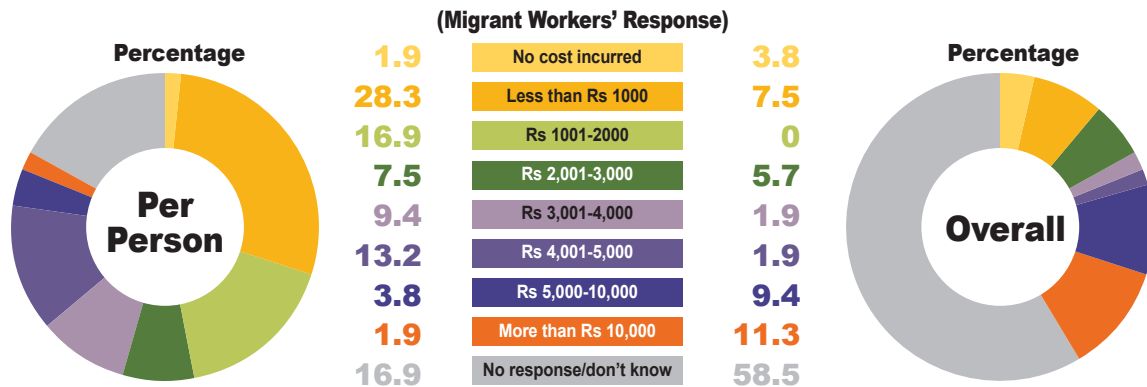 (Migrant Workers' Response)
Percentage
Percentage
1.9 No cost incurred 3.8
28.3 Less than Rs 1000 7.5
16.9 Rs 1001-2000 0
7.5 Rs 2,001-3,000 5.7
9.4 Rs 3,001-4,000 1.9
13.2 Rs 4,001-5,000 1.9
3.8 Rs 5,000-10,000 9.4
1.9 More than Rs 10,000 11.3
16.9 No response/don't know 58.5
Per
Person
Overall